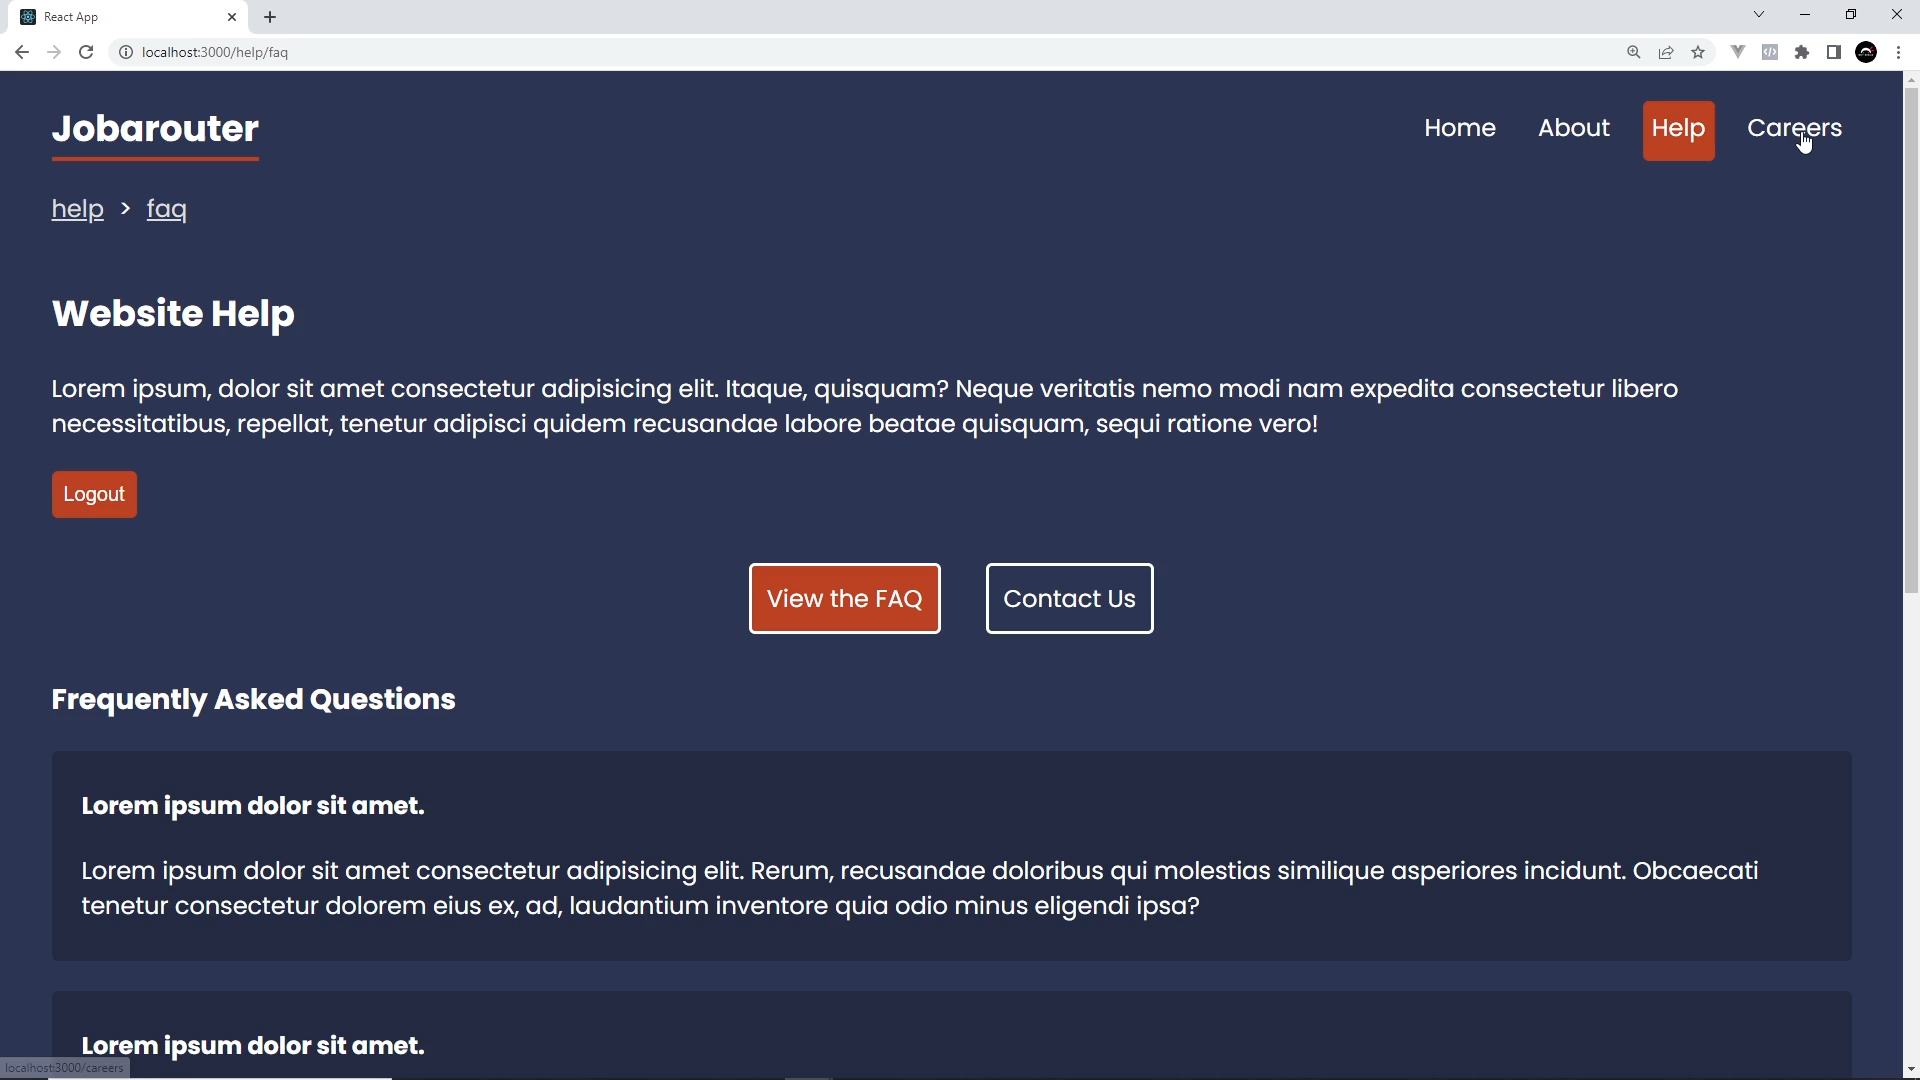 React App
localhost:3000/help/faq
Jobarouter
Home About Help Careers
help > faq
Website Help
Lorem ipsum, dolor sit amet consectetur adipisicing elit. Itaque, quisquam? Neque veritatis nemo modi nam expedita consectetur libero
necessitatibus, repellat, tenetur adipisci quidem recusandae labore beatae quisquam, sequi ratione vero!
Logout
View the FAQ Contact Us
Frequently Asked Questions
Lorem ipsum dolor sit amet.
Lorem ipsum dolor sit amet consectetur adipisicing elit. Rerum, recusandae doloribus qui molestias similique asperiores incidunt. Obcaecati
tenetur consectetur dolorem eius ex, ad, laudantium inventore quia odio minus eligendi ipsa?
Lorem ipsum dolor sit amet.
localhost:3000/careers